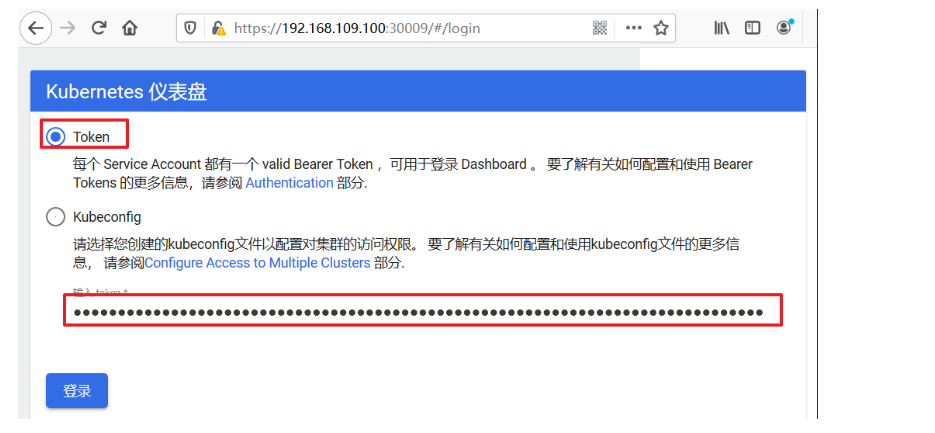 https://192.168.109.100:30009/#/login
Kubernetes 仪表盘
Token
每个 Service Account 都有一个 valid Bearer Token ，可用于登录 Dashboard 。 要了解有关如何配置和使用 Bearer
Tokens 的更多信息，请参阅 Authentication 部分.
Kubeconfig
请选择您创建的kubeconfig文件以配置对集群的访问权限。 要了解有关如何配置和使用kubeconfig文件的更多信
息， 请参阅Configure Access to Multiple Clusters 部分.
输入 token *
登录